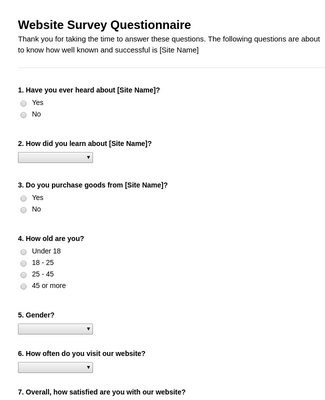 Website Survey Questionnaire
Thank you for taking the time to answer these questions. The following questions are about
to know how well known and successful is [Site Name]
1. Have you ever heard about [Site Name]?
Yes
No
2. How did you learn about [Site Name]?
3. Do you purchase goods from [Site Name]?
Yes
No
4. How old are you?
Under 18
18 - 25
25 - 45
45 or more
5. Gender?
6. How often do you visit our website?
7. Overall, how satisfied are you with our website?